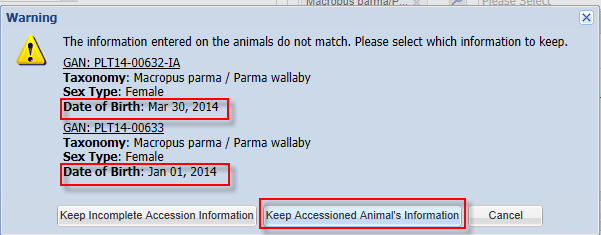 Macropus parma/P...
Please Select
Warning
The information entered on the animals do not match. Please select which information to keep.
GAN: PLT14-00632-IA
Taxonomy: Macropus parma / Parma wallaby
Sex Type: Female
Date of Birth: Mar 30, 2014
GAN: PLT14-00633
Taxonomy: Macropus parma / Parma wallaby
Sex Type: Female
Date of Birth: Jan 01, 2014
Keep Incomplete Accession Information Keep Accessioned Animal's Information Cancel